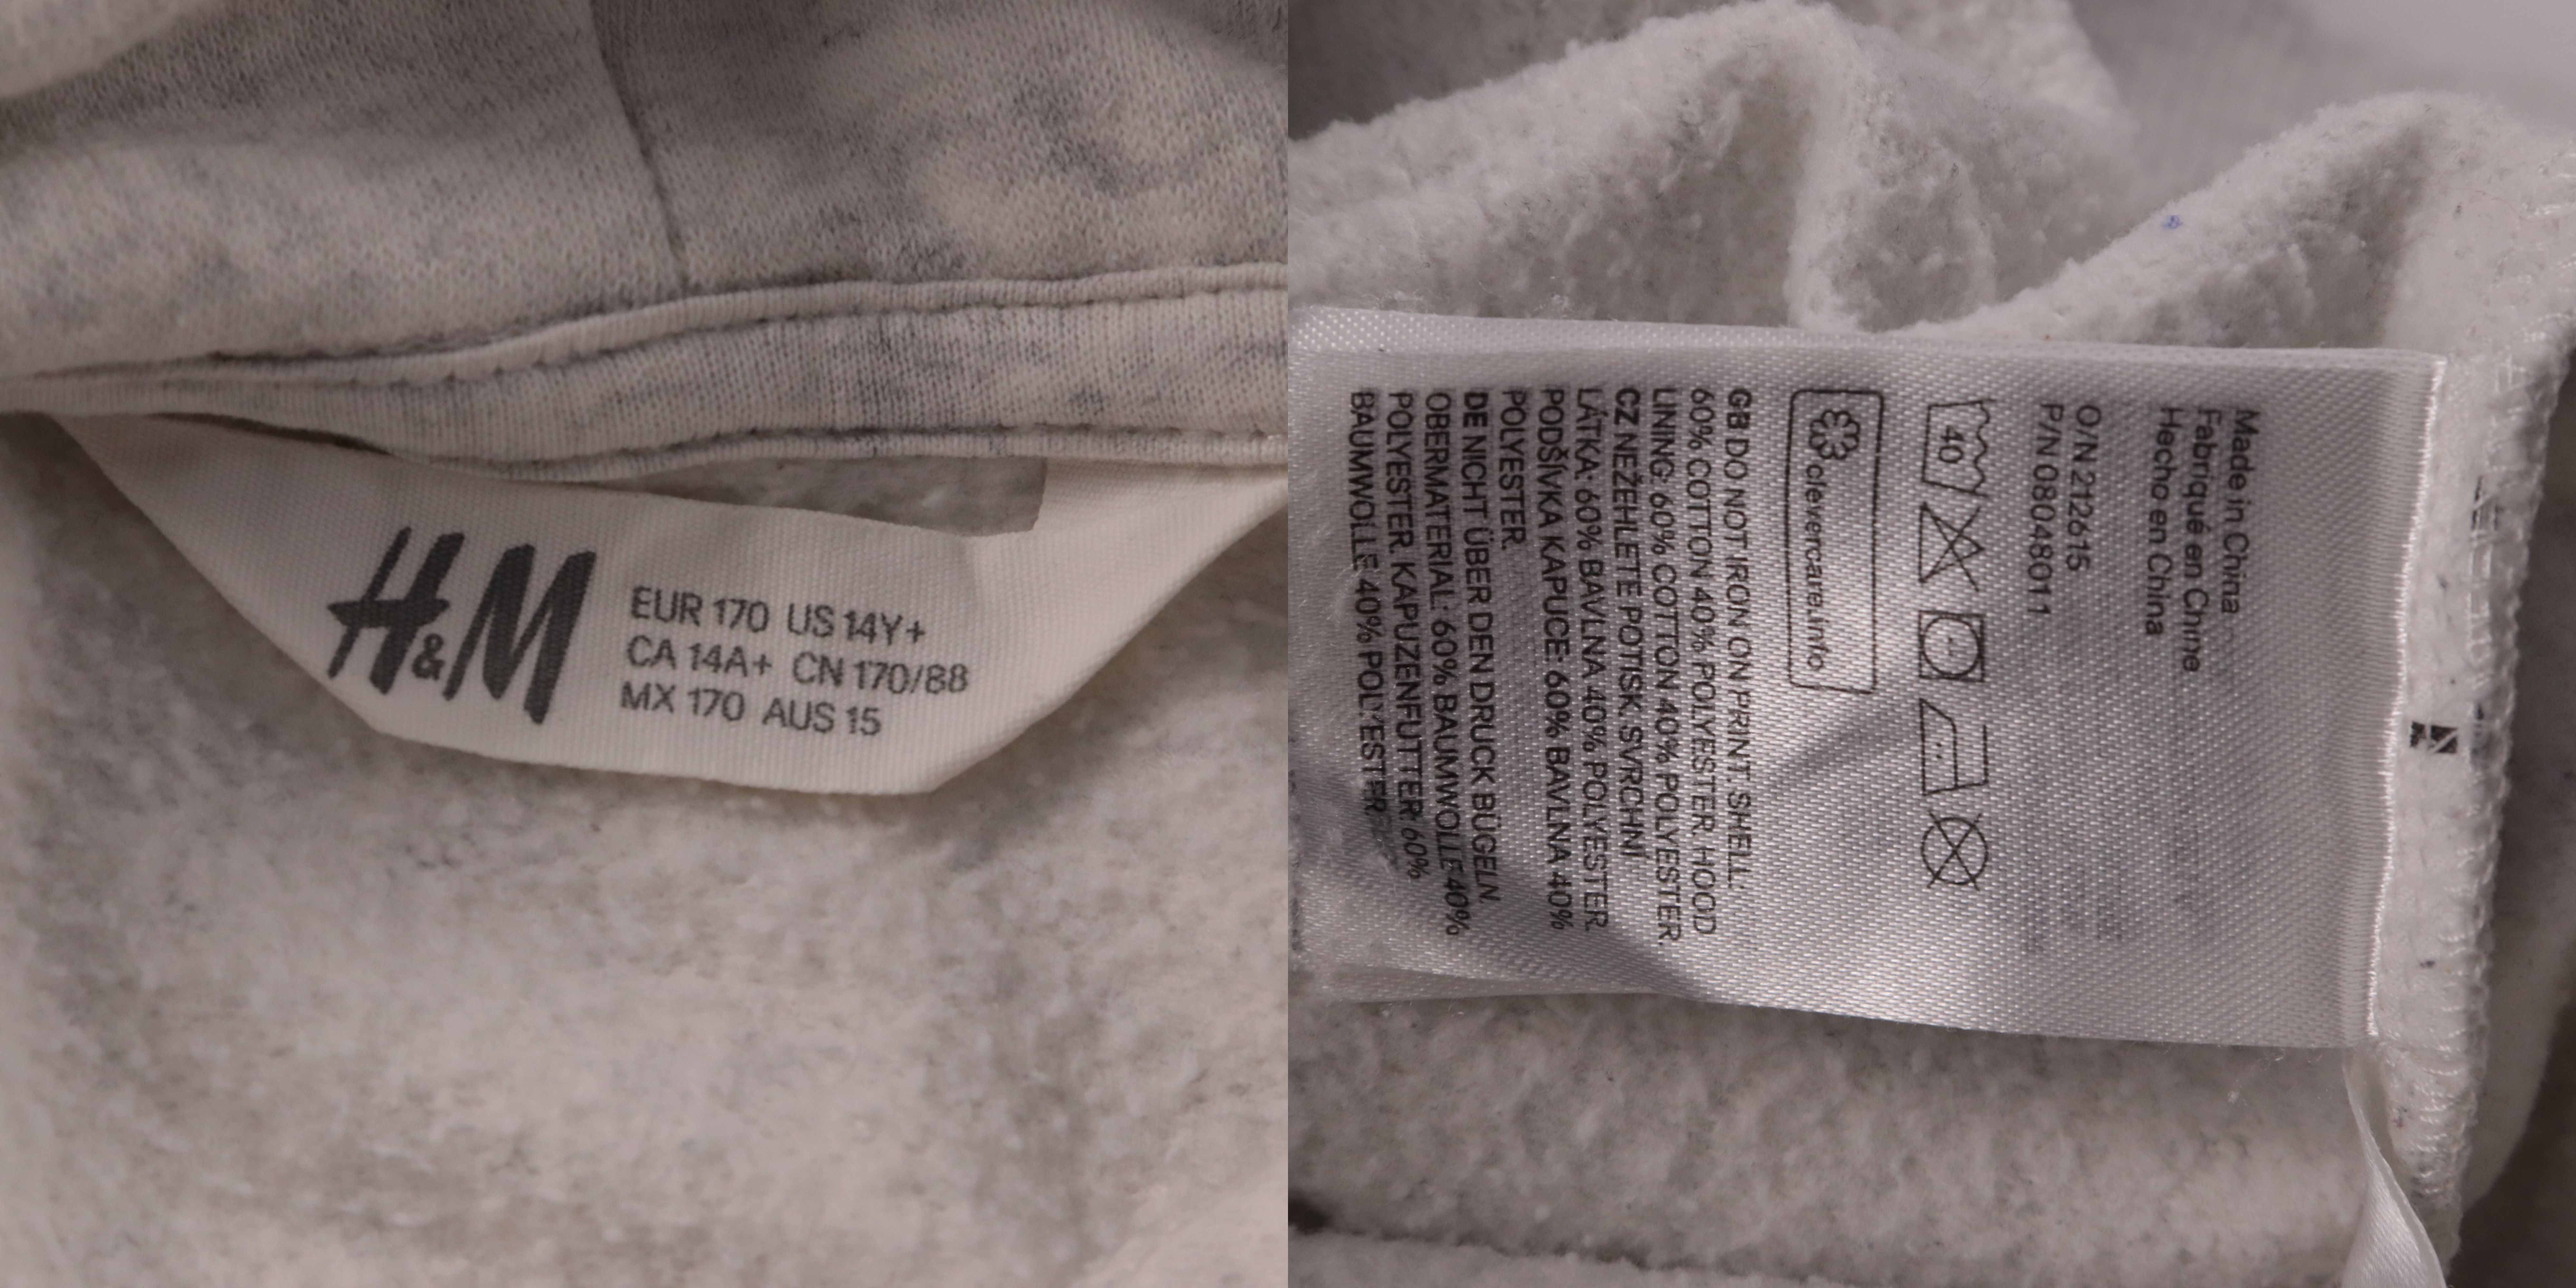 H&M
EUR 170 US 14Y+
CA 14A+ CN 170/88
MX 170 AUS 15
Made in China
Fabriqué en Chine
Hecho en China
O/N 212615
P/N 0804801 1
40
clevercare.info
GB DO NOT IRON ON PRINT. SHELL:
60% COTTON 40% POLYESTER. HOOD
LINING: 60% COTTON 40% POLYESTER.
CZ NEŽEHLETE POTISK. SVRCHNÍ
LÁTKA: 60% BAVLNA 40% POLYESTER.
PODŠÍVKA KAPUCE: 60% BAVLNA 40%
POLYESTER.
DE NICHT ÜBER DEN DRUCK BÜGELN.
OBERMATERIAL: 60% BAUMWOLLE 40%
POLYESTER. KAPUZENFUTTER: 60%
BAUMWOLLE 40% POLYESTER.